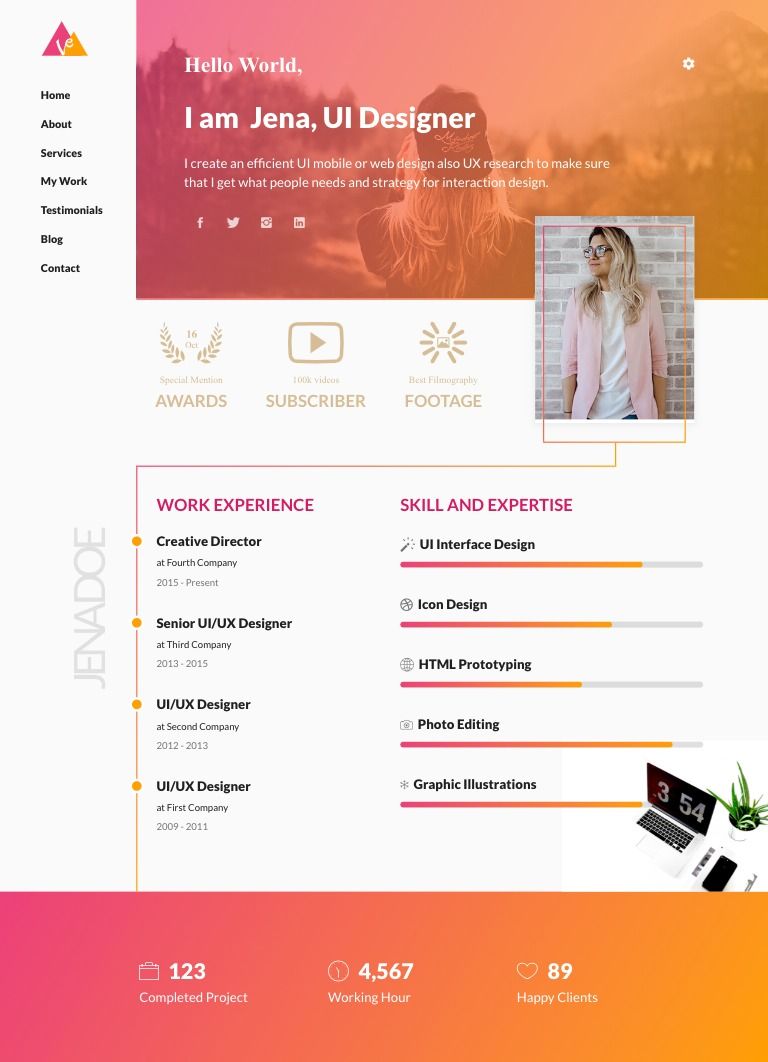 Home
About
Services
My Work
Testimonials
Blog
Contact
Hello World,
I am Jena, UI Designer
I create an efficient UI mobile or web design also UX research to make sure
that I get what people needs and strategy for interaction design.
16
Oct
Special Mention
AWARDS
100k videos
SUBSCRIBER
Best Filmography
FOOTAGE
JENADOE
WORK EXPERIENCE
Creative Director
at Fourth Company
2015 - Present
Senior UI/UX Designer
at Third Company
2013 - 2015
UI/UX Designer
at Second Company
2012 - 2013
UI/UX Designer
at First Company
2009 - 2011
SKILL AND EXPERTISE
UI Interface Design
Icon Design
HTML Prototyping
Photo Editing
Graphic Illustrations
3 54
123
Completed Project
4,567
Working Hour
89
Happy Clients